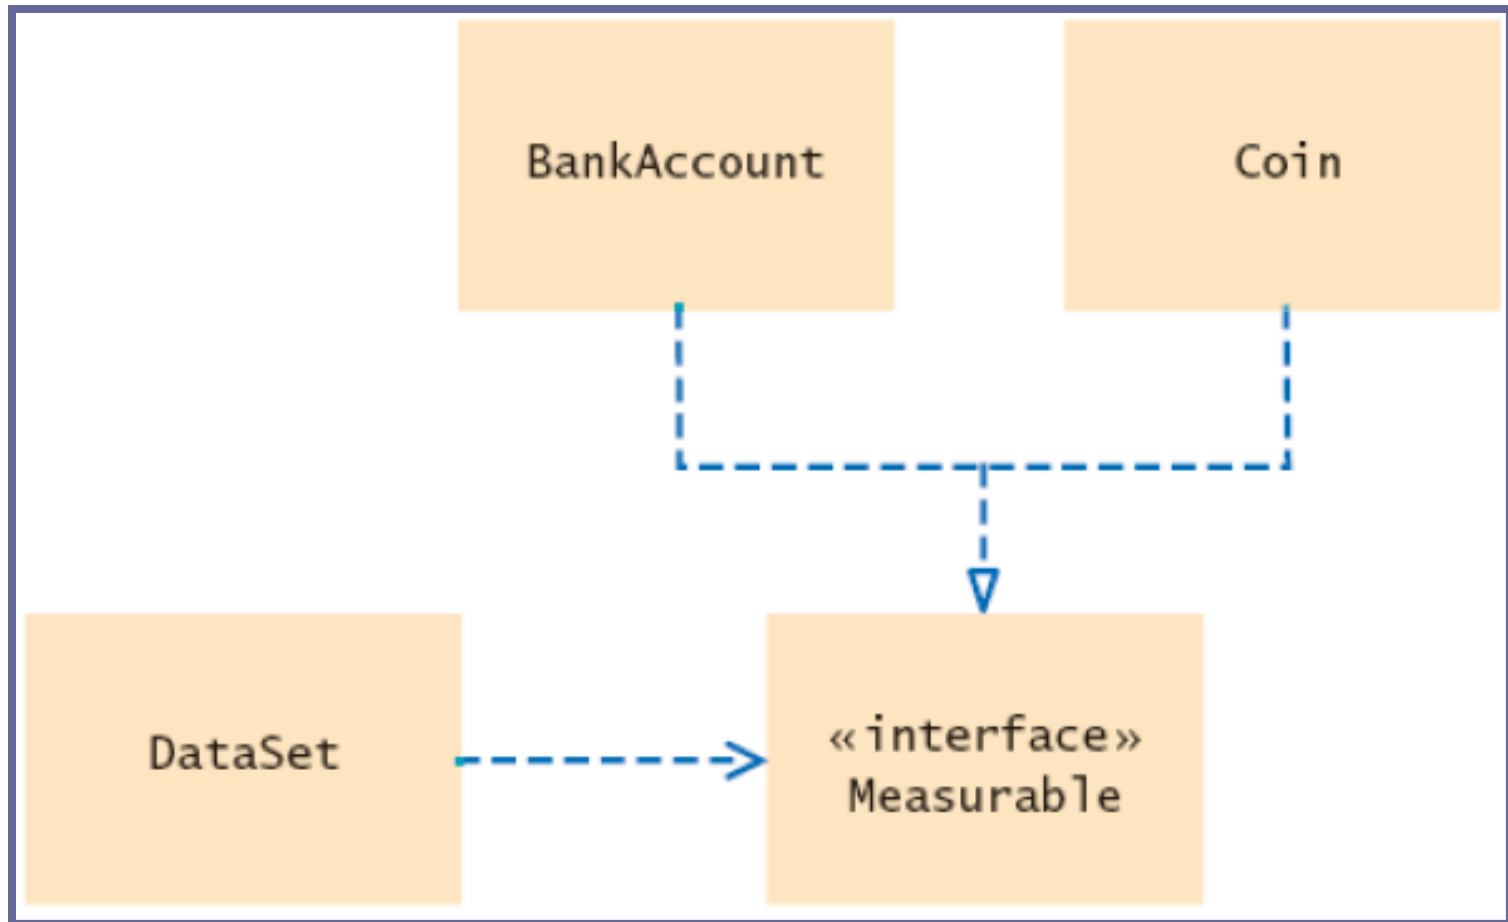 BankAccount
Coin
DataSet
«interface»
Measurable